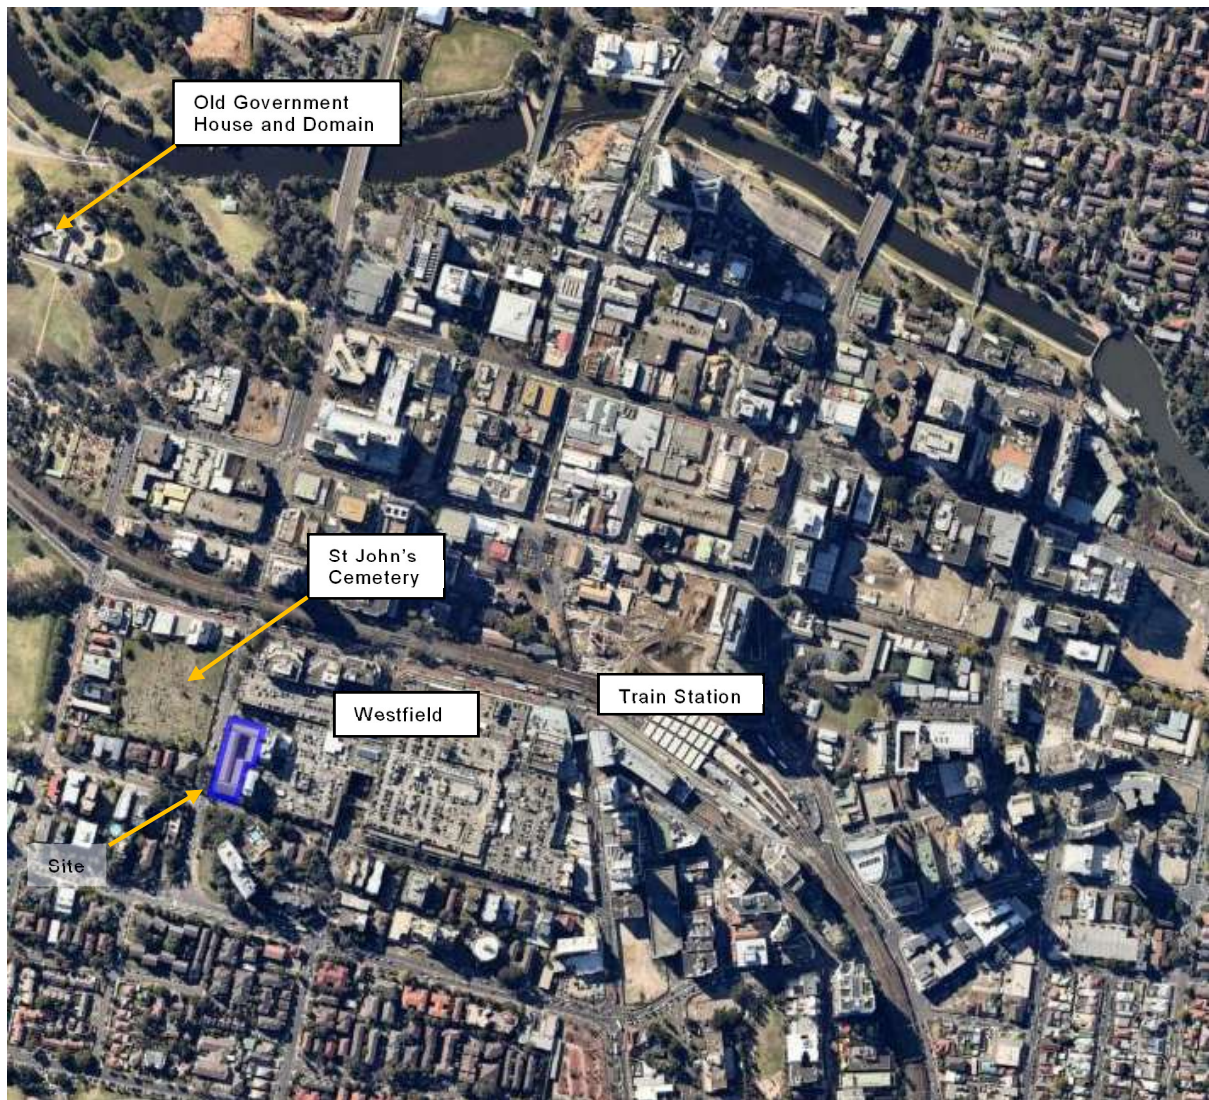 Old Government
House and Domain
St John's
Cemetery
Train Station
Westfield
Site